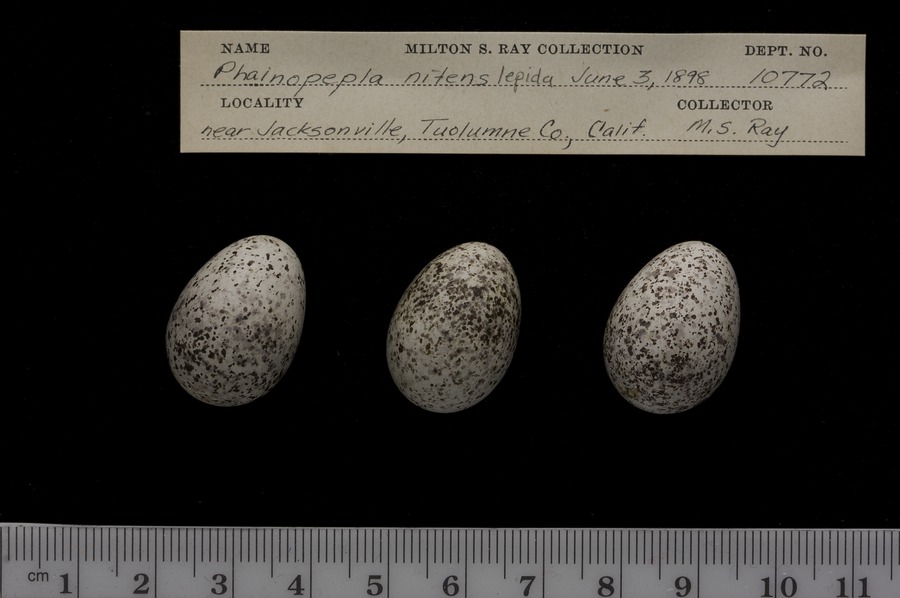 NAME MILTON S. RAY COLLECTION DEPT. NO.
Phainopepla nitens lepida June 3, 1898 10772
LOCALITY COLLECTOR
near Jacksonville, Tuolumne Co., Calif. M.S. Ray
cm 1 2 3 4 5 6 7 8 9 10 11